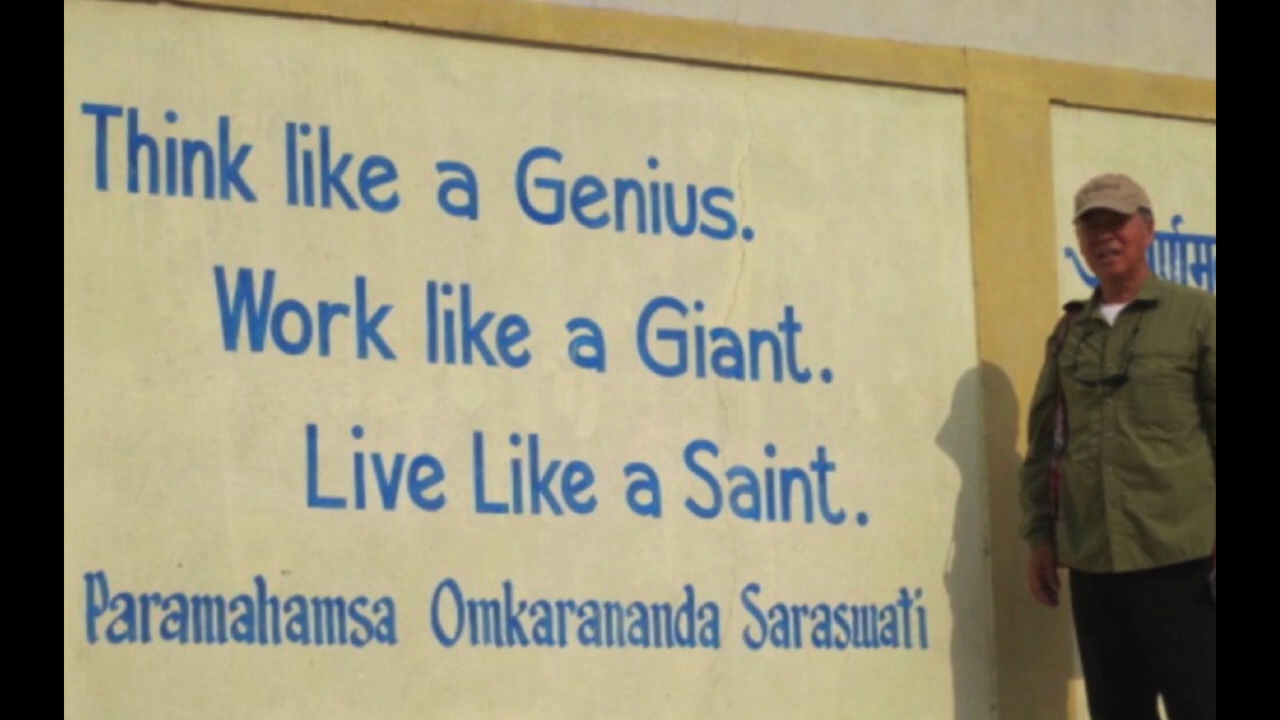 Think like a Genius.
Work like a Giant.
Live Like a Saint.
Paramahamsa Omkarananda Saraswati